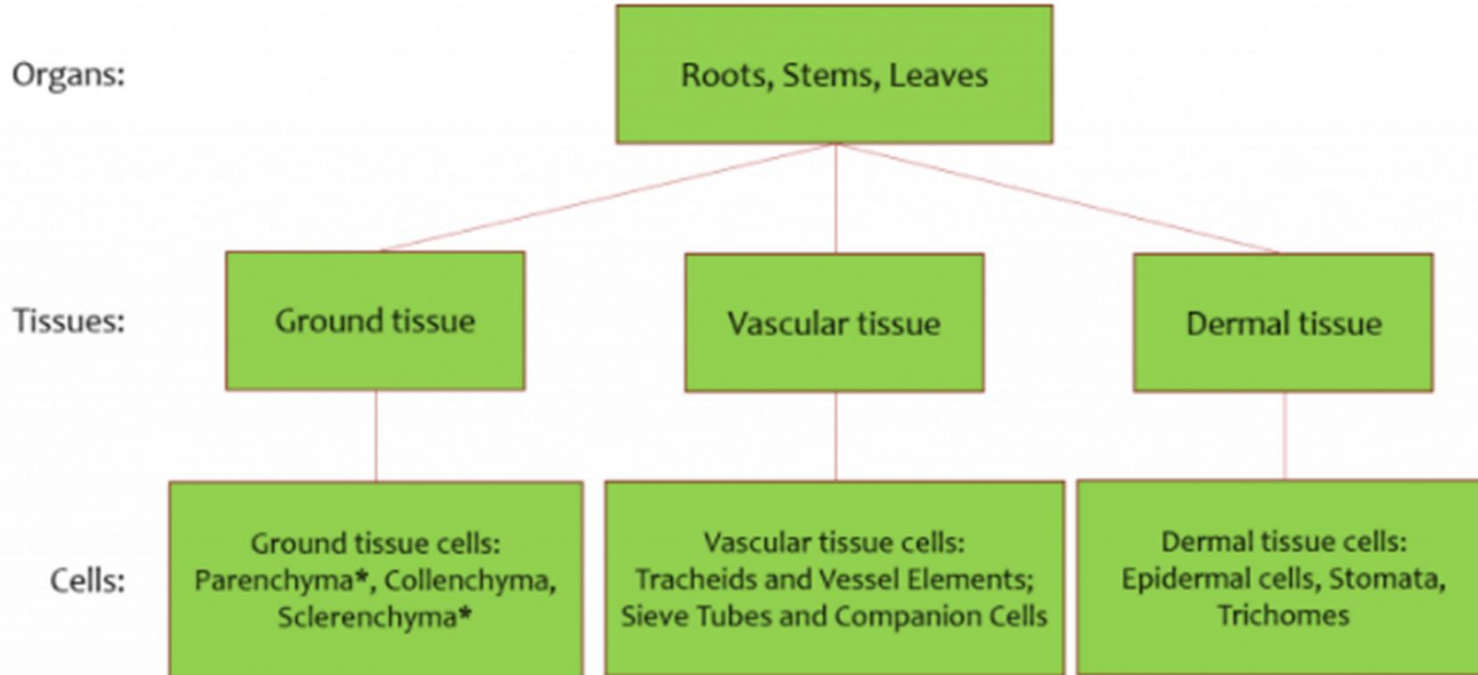 Organs:
Roots, Stems, Leaves
Tissues:
Ground tissue
Vascular tissue
Dermal tissue
Cells:
Ground tissue cells:
Parenchyma*, Collenchyma,
Sclerenchyma*
Vascular tissue cells:
Tracheids and Vessel Elements;
Sieve Tubes and Companion Cells
Dermal tissue cells:
Epidermal cells, Stomata,
Trichomes